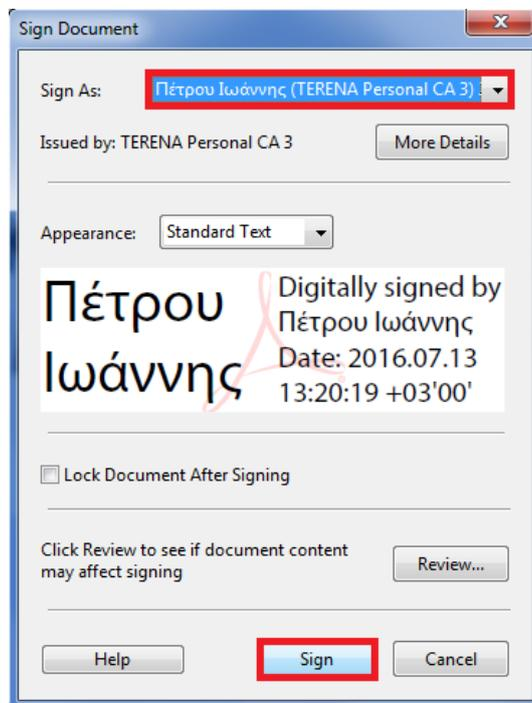 Sign Document
x
Sign As:
Πέτρου Ιωάννης (TERENA Personal CA 3)
Issued by: TERENA Personal CA 3
More Details
Appearance:
Standard Text
Πέτρου
Ιωάννης
Digitally signed by
Πέτρου Ιωάννης
Date: 2016.07.13
13:20:19 +03'00'
Lock Document After Signing
Click Review to see if document content
may affect signing
Review...
Help
Sign
Cancel